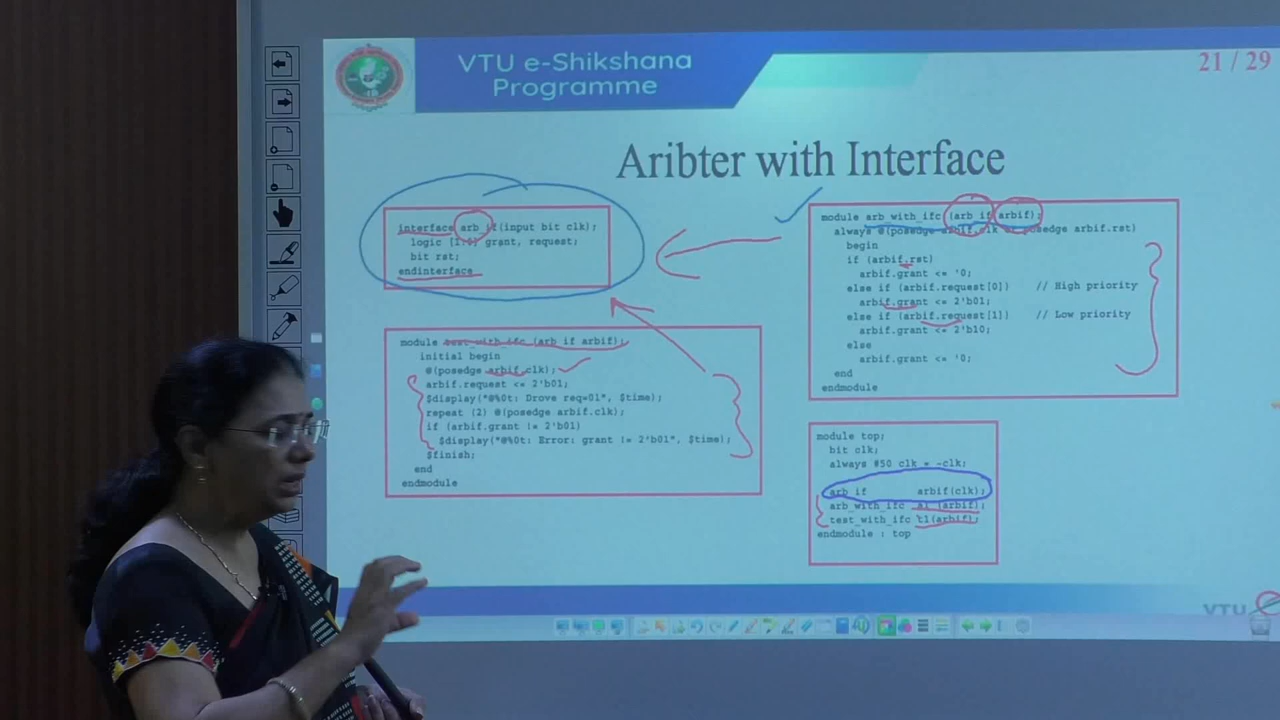 VTU e-Shikshana
Programme
21 / 29
Aribter with Interface
interface arb_if(input bit clk);
logic [1:0] grant, request;
bit rst;
endinterface
module arb_with_ifc (arb_if arbif);
always @(posedge arbif.clk or posedge arbif.rst)
begin
if (arbif.rst)
arbif.grant <= '0;
else if (arbif.request[0]) // High priority
arbif.grant <= 2'b01;
else if (arbif.request[1]) // Low priority
arbif.grant <= 2'b10;
else
arbif.grant <= '0;
end
endmodule
module test_with_ifc (arb_if arbif);
initial begin
@(posedge arbif.clk);
arbif.request <= 2'b01;
$display("@%0t: Drove req=01", $time);
repeat (2) @(posedge arbif.clk);
if (arbif.grant != 2'b01)
$display("@%0t: Error: grant != 2'b01", $time);
$finish;
end
endmodule
module top;
bit clk;
always #50 clk = ~clk;
arb_if arbif(clk);
arb_with_ifc a1 (arbif);
test_with_ifc t1(arbif);
endmodule : top
VTU